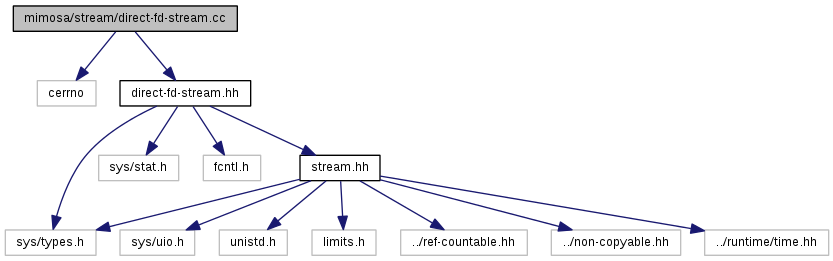 mimosa/stream/direct-fd-stream.cc
cerrno
direct-fd-stream.hh
sys/stat.h
fcntl.h
stream.hh
sys/types.h
sys/uio.h
unistd.h
limits.h
../ref-countable.hh
../non-copyable.hh
../runtime/time.hh